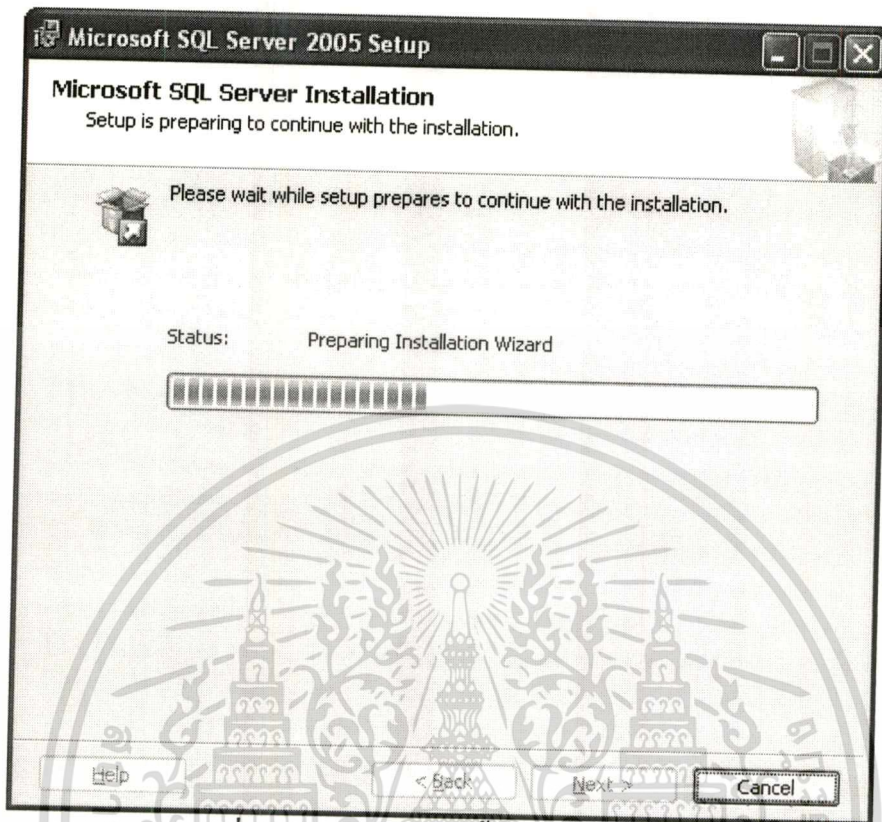 Microsoft SQL Server 2005 Setup
Microsoft SQL Server Installation
Setup is preparing to continue with the installation.
Please wait while setup prepares to continue with the installation.
Status: Preparing Installation Wizard
Help < Back Next > Cancel